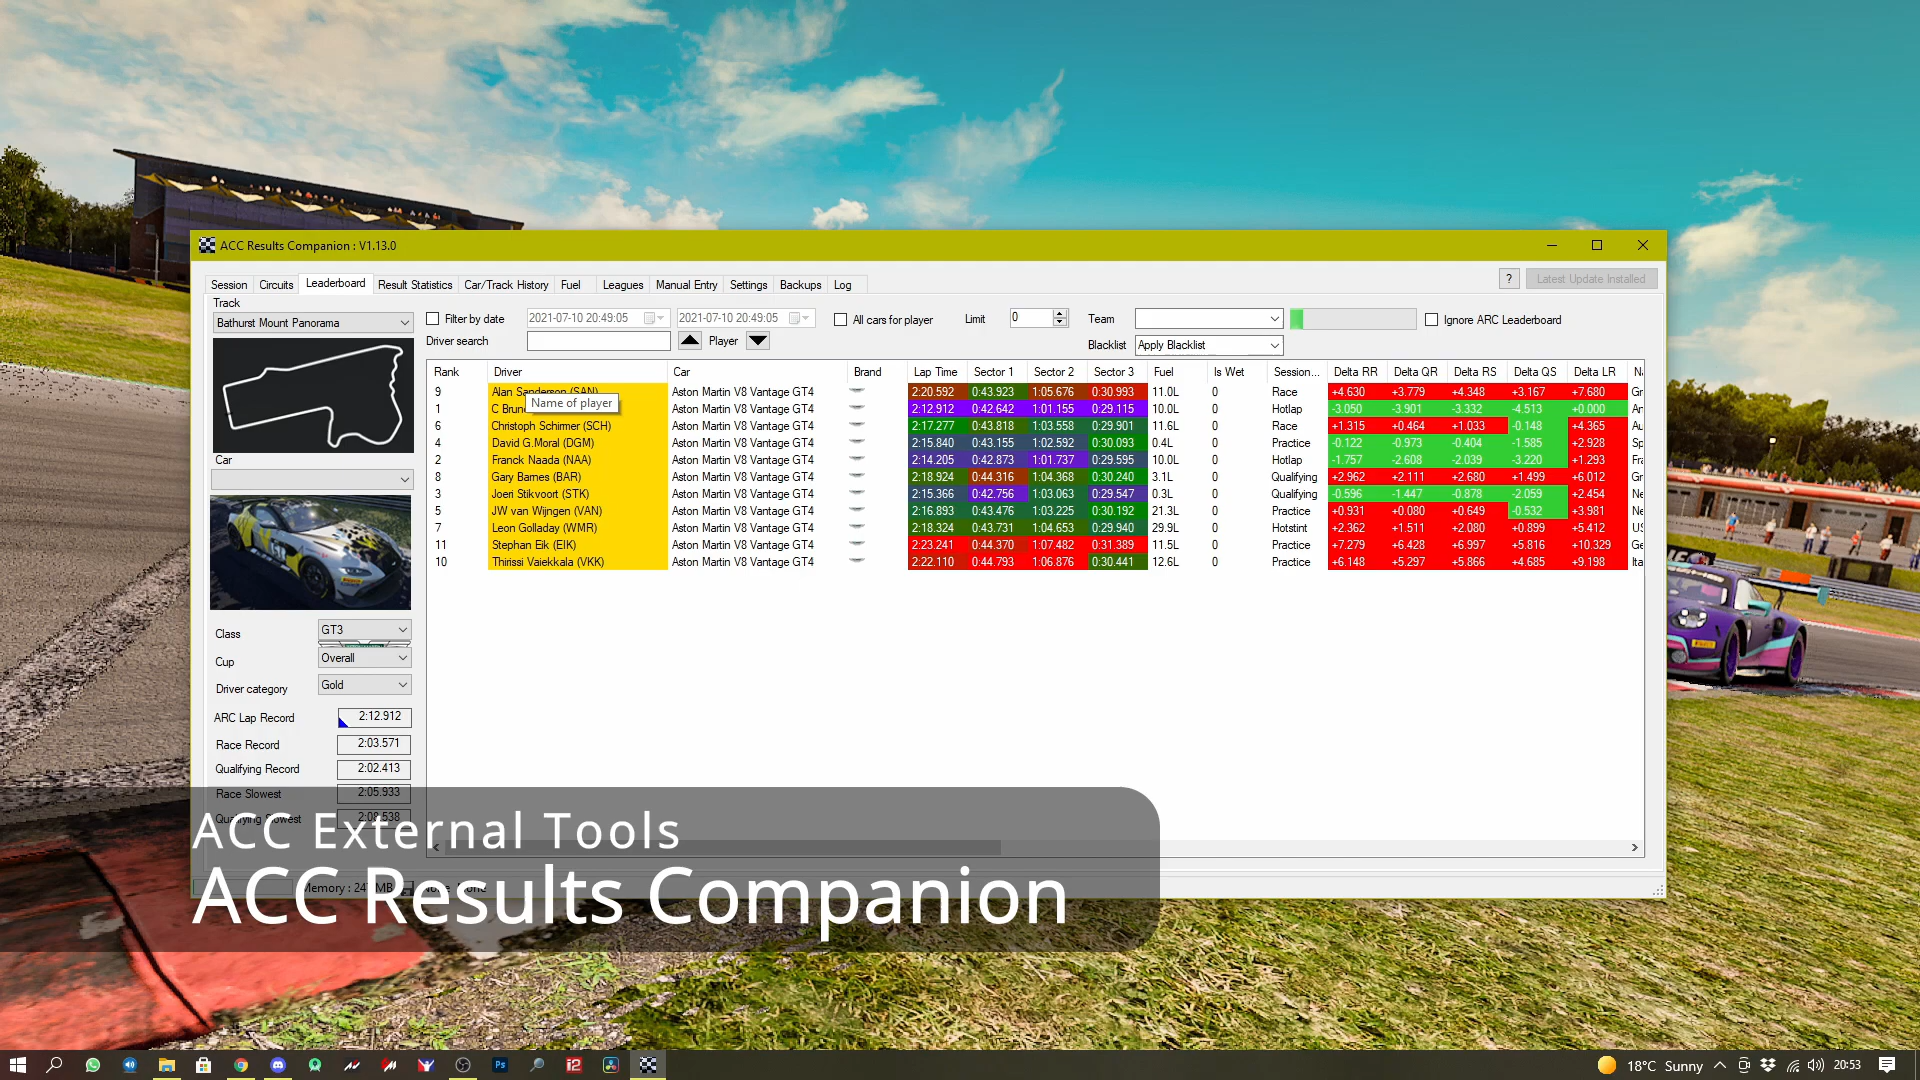 ACC Results Companion : V1.13.0
Session Circuits Leaderboard Result Statistics Car/Track History Fuel Leagues Manual Entry Settings Backups Log
? Latest Update Installed
Track
Bathurst Mount Panorama
Filter by date 2021-07-10 20:49:05 2021-07-10 20:49:05 All cars for player Limit 0 Team Ignore ARC Leaderboard
Driver search Player Blacklist Apply Blacklist
Rank Driver Car Brand Lap Time Sector 1 Sector 2 Sector 3 Fuel Is Wet Session... Delta RR Delta QR Delta RS Delta QS Delta LR
9 Alan Sanderson (SAN) Aston Martin V8 Vantage GT4 2:20.592 0:43.923 1:05.676 0:30.993 11.0L 0 Race +4.630 +3.779 +4.348 +3.167 +7.680
Name of player
1 C Brun Aston Martin V8 Vantage GT4 2:12.912 0:42.642 1:01.155 0:29.115 10.0L 0 Hotlap -3.050 -3.901 -3.332 -4.513 +0.000
6 Christoph Schirmer (SCH) Aston Martin V8 Vantage GT4 2:17.277 0:43.818 1:03.558 0:29.901 11.6L 0 Race +1.315 +0.464 +1.033 -0.148 +4.365
4 David G.Moral (DGM) Aston Martin V8 Vantage GT4 2:15.840 0:43.155 1:02.592 0:30.093 0.4L 0 Practice -0.122 -0.973 -0.404 -1.585 +2.928
2 Franck Naada (NAA) Aston Martin V8 Vantage GT4 2:14.205 0:42.873 1:01.737 0:29.595 10.0L 0 Hotlap -1.757 -2.608 -2.039 -3.220 +1.293
8 Gary Barnes (BAR) Aston Martin V8 Vantage GT4 2:18.924 0:44.316 1:04.368 0:30.240 3.1L 0 Qualifying +2.962 +2.111 +2.680 +1.499 +6.012
3 Joeri Stikvoort (STK) Aston Martin V8 Vantage GT4 2:15.366 0:42.756 1:03.063 0:29.547 0.3L 0 Qualifying -0.596 -1.447 -0.878 -2.059 +2.454
5 JW van Wijngen (VAN) Aston Martin V8 Vantage GT4 2:16.893 0:43.476 1:03.225 0:30.192 21.3L 0 Practice +0.931 +0.080 +0.649 -0.532 +3.981
7 Leon Golladay (WMR) Aston Martin V8 Vantage GT4 2:18.324 0:43.731 1:04.653 0:29.940 29.9L 0 Hotstint +2.362 +1.511 +2.080 +0.899 +5.412
11 Stephan Eik (EIK) Aston Martin V8 Vantage GT4 2:23.241 0:44.370 1:07.482 0:31.389 11.5L 0 Practice +7.279 +6.428 +6.997 +5.816 +10.329
10 Thirissi Vaiekkala (VKK) Aston Martin V8 Vantage GT4 2:22.110 0:44.793 1:06.876 0:30.441 12.6L 0 Practice +6.148 +5.297 +5.866 +4.685 +9.198
Car
Class GT3
Cup Overall
Driver category Gold
ARC Lap Record 2:12.912
Race Record 2:03.571
Qualifying Record 2:02.413
Race Slowest 2:05.933
Qualifying Slowest
ACC External Tools
Memory :
ACC Results Companion
18°C Sunny 20:53